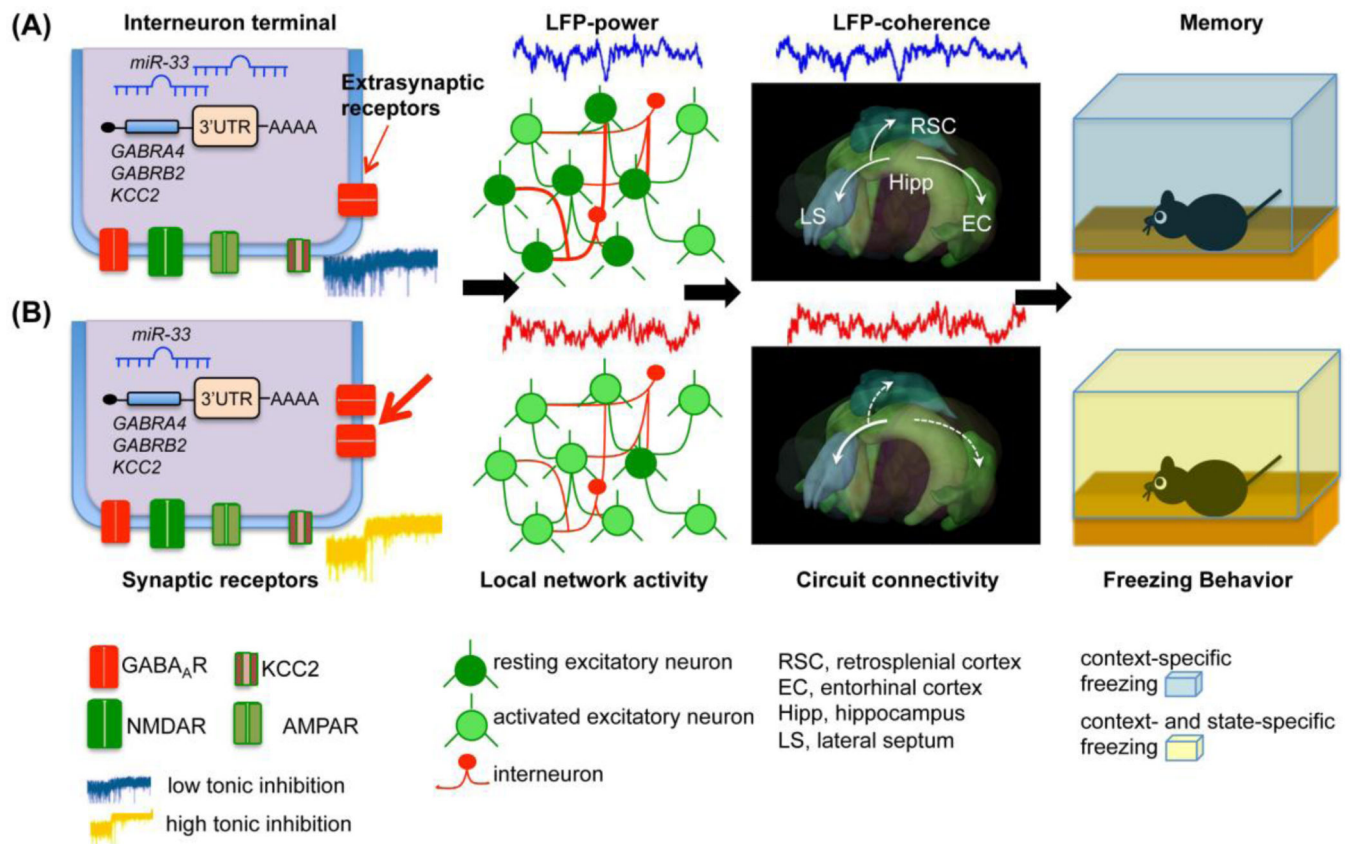 (A)
Interneuron terminal
LFP-power
LFP-coherence
Memory
miR-33
Extrasynaptic
receptors
3'UTR
AAAA
GABRA4
GABRB2
KCC2
RSC
Hipp
LS
EC
(B)
miR-33
3'UTR
AAAA
GABRA4
GABRB2
KCC2
Synaptic receptors
Local network activity
Circuit connectivity
Freezing Behavior
GABAAR
KCC2
NMDAR
AMPAR
low tonic inhibition
high tonic inhibition
resting excitatory neuron
activated excitatory neuron
interneuron
RSC, retrosplenial cortex
EC, entorhinal cortex
Hipp, hippocampus
LS, lateral septum
context-specific
freezing
context- and state-specific
freezing